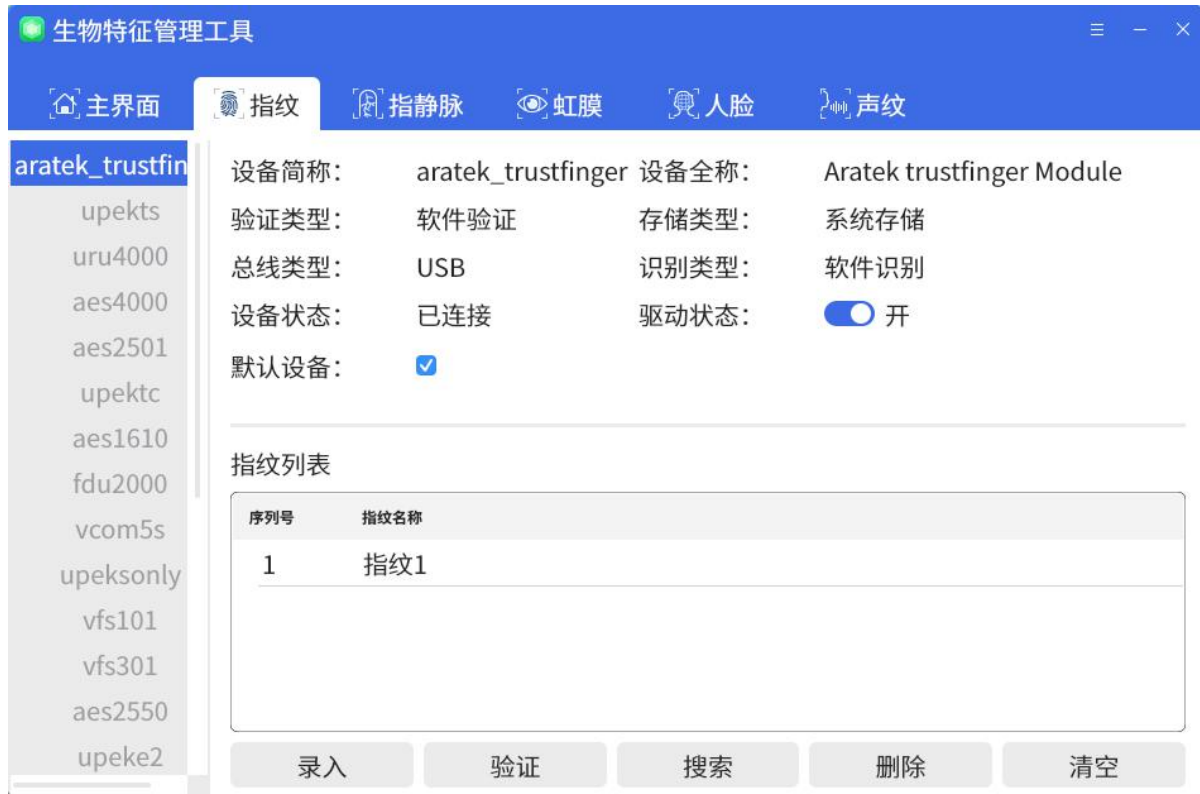 生物特征管理工具
主界面 指纹 指静脉 虹膜 人脸 声纹
aratek_trustfin
upekts
uru4000
aes4000
aes2501
upektc
aes1610
fdu2000
vcom5s
upeksonly
vfs101
vfs301
aes2550
upeke2
设备简称： aratek_trustfinger 设备全称： Aratek trustfinger Module
验证类型： 软件验证 存储类型： 系统存储
总线类型： USB 识别类型： 软件识别
设备状态： 已连接 驱动状态： 开
默认设备：
指纹列表
序列号 指纹名称
1 指纹1
录入 验证 搜索 删除 清空